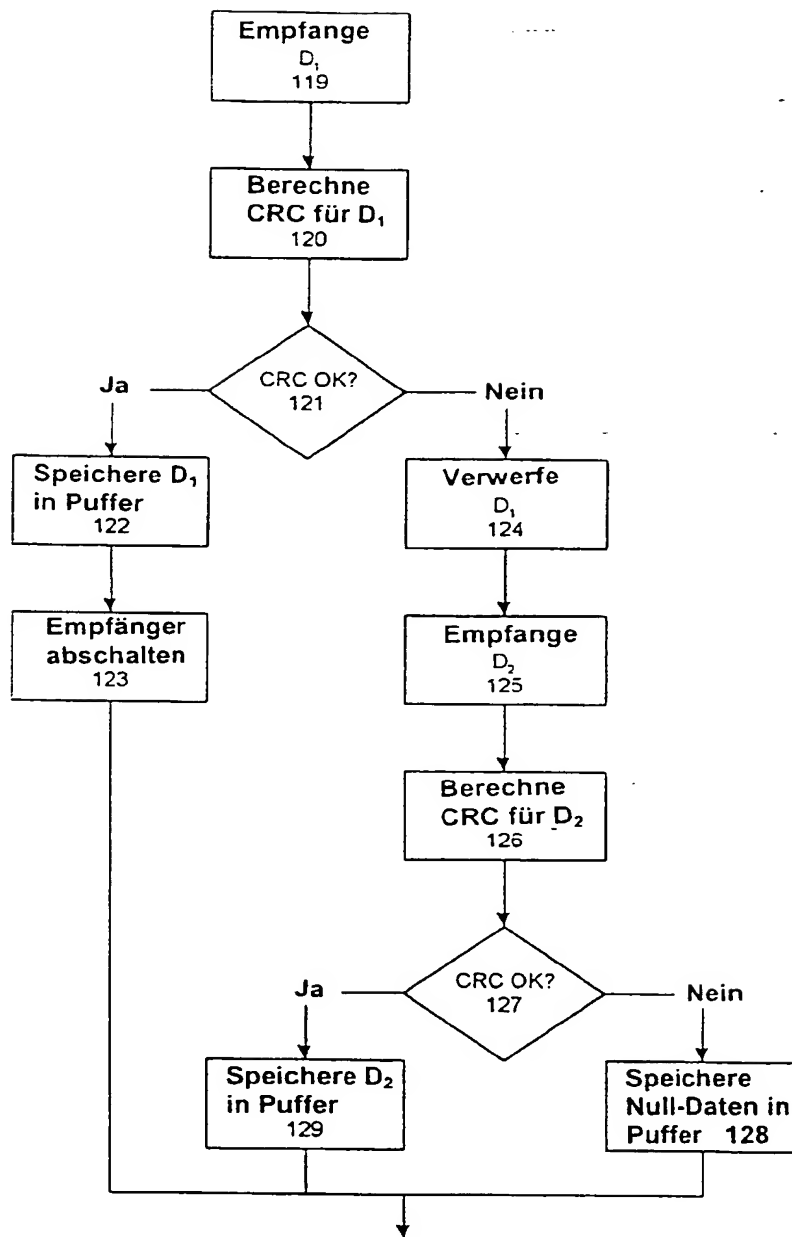 Empfange
D₁
119
Berechne
CRC für D₁
120
CRC OK?
121
Ja
Nein
Speichere D₁
in Puffer
122
Empfänger
abschalten
123
Verwerfe
D₁
124
Empfange
D₂
125
Berechne
CRC für D₂
126
CRC OK?
127
Ja
Nein
Speichere D₂
in Puffer
129
Speichere
Null-Daten in
Puffer 128